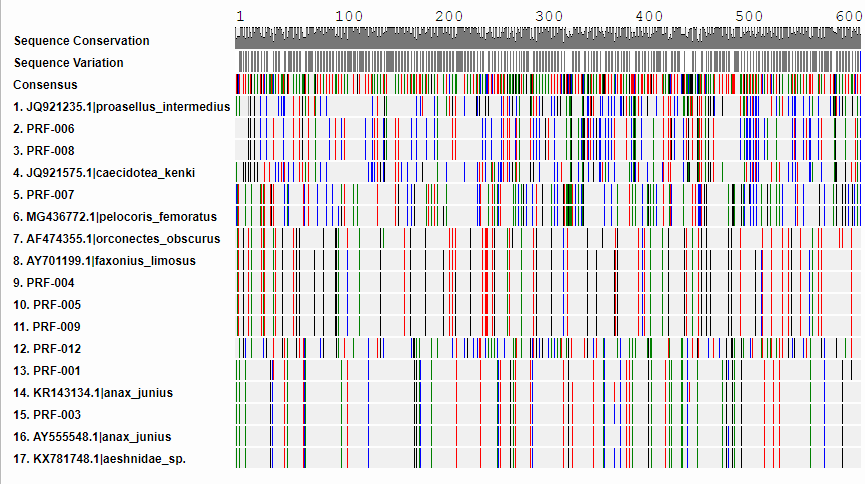 1 100 200 300 400 500 600
Sequence Conservation
Sequence Variation
Consensus
1. JQ921235.1|proasellus_intermedius
2. PRF-006
3. PRF-008
4. JQ921575.1|caecidotea_kenki
5. PRF-007
6. MG436772.1|pelocoris_femoratus
7. AF474355.1|orconectes_obscurus
8. AY701199.1|faxonius_limosus
9. PRF-004
10. PRF-005
11. PRF-009
12. PRF-012
13. PRF-001
14. KR143134.1|anax_junius
15. PRF-003
16. AY555548.1|anax_junius
17. KX781748.1|aeshnidae_sp.